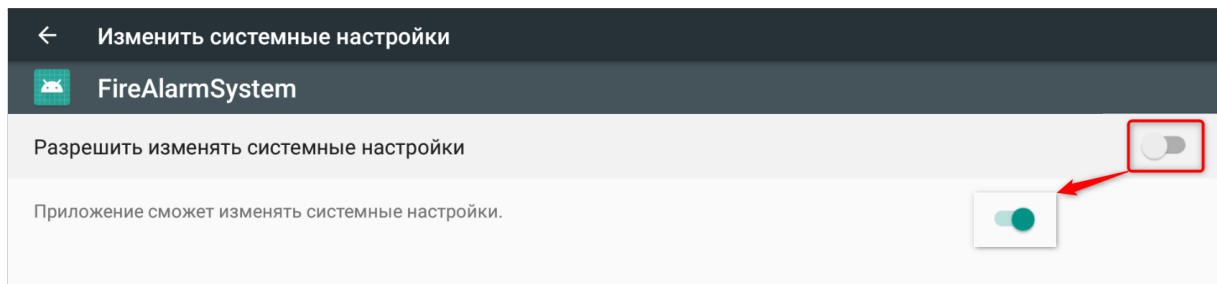 Изменить системные настройки
FireAlarmSystem
Разрешить изменять системные настройки
Приложение сможет изменять системные настройки.